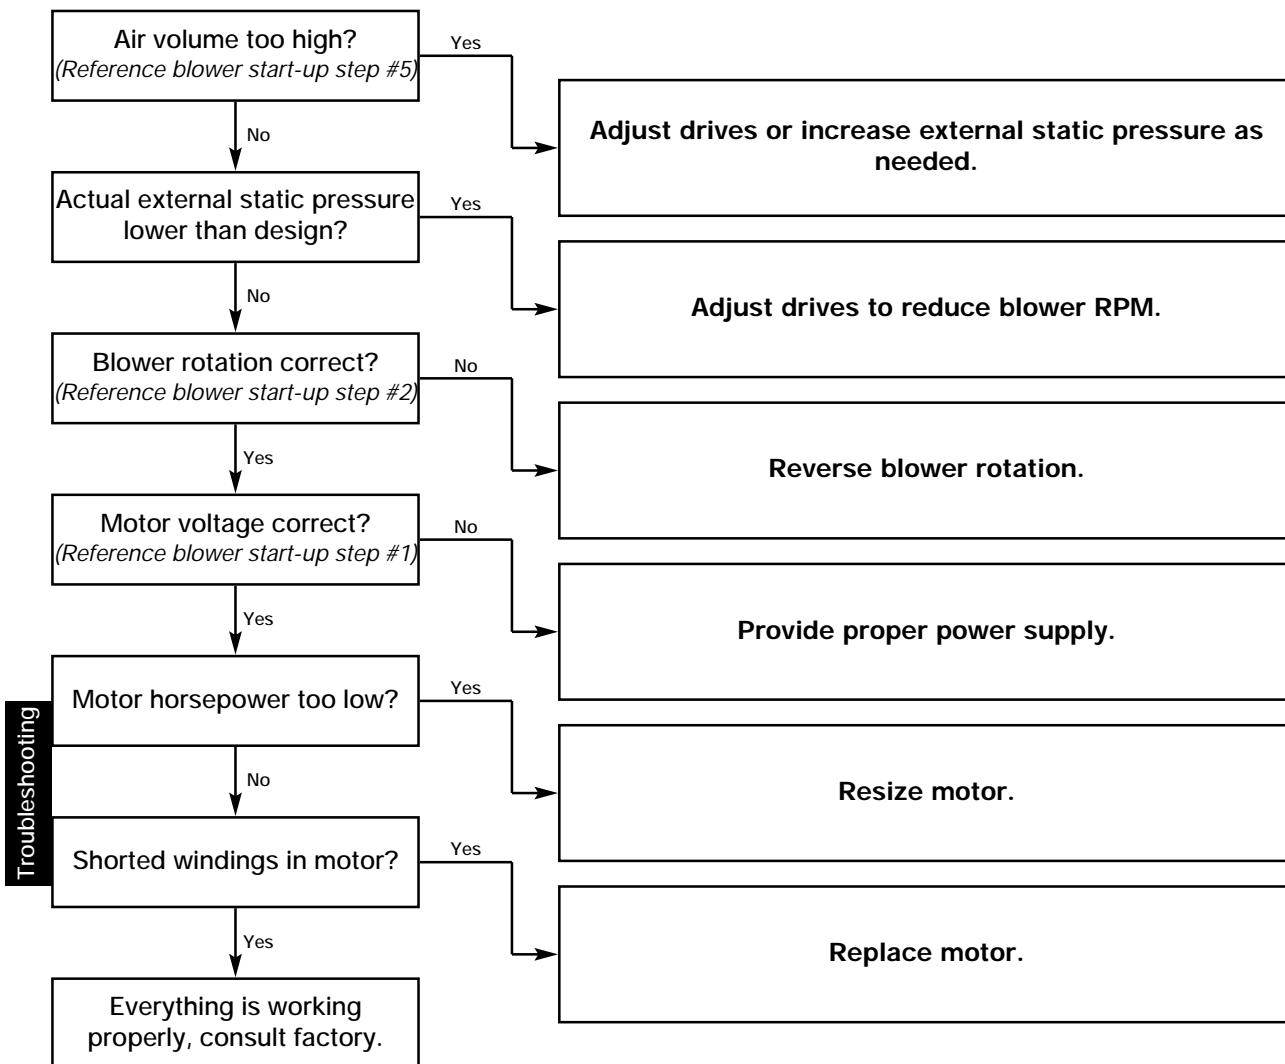 Air volume too high?
(Reference blower start-up step #5)
Yes
Adjust drives or increase external static pressure as
needed.
No
Actual external static pressure
lower than design?
Yes
Adjust drives to reduce blower RPM.
No
Blower rotation correct?
(Reference blower start-up step #2)
No
Reverse blower rotation.
Yes
Motor voltage correct?
(Reference blower start-up step #1)
No
Provide proper power supply.
Yes
Motor horsepower too low?
Yes
Resize motor.
No
Shorted windings in motor?
Yes
Replace motor.
Yes
Everything is working
properly, consult factory.
Troubleshooting